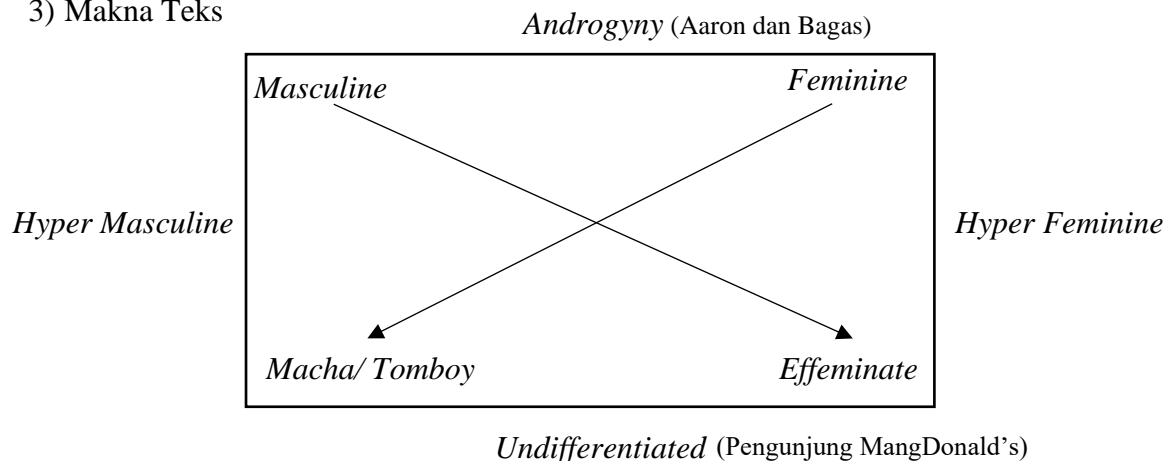 3) Makna Teks
Androgyny (Aaron dan Bagas)
Masculine
Feminine
Hyper Masculine
Hyper Feminine
Macha/ Tomboy
Effeminate
Undifferentiated (Pengunjung MangDonald’s)